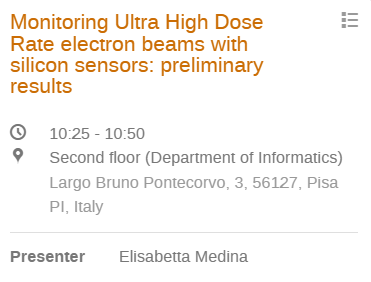 Monitoring Ultra High Dose
Rate electron beams with
silicon sensors: preliminary
results
10:25 - 10:50
Second floor (Department of Informatics)
Largo Bruno Pontecorvo, 3, 56127, Pisa
PI, Italy
Presenter Elisabetta Medina